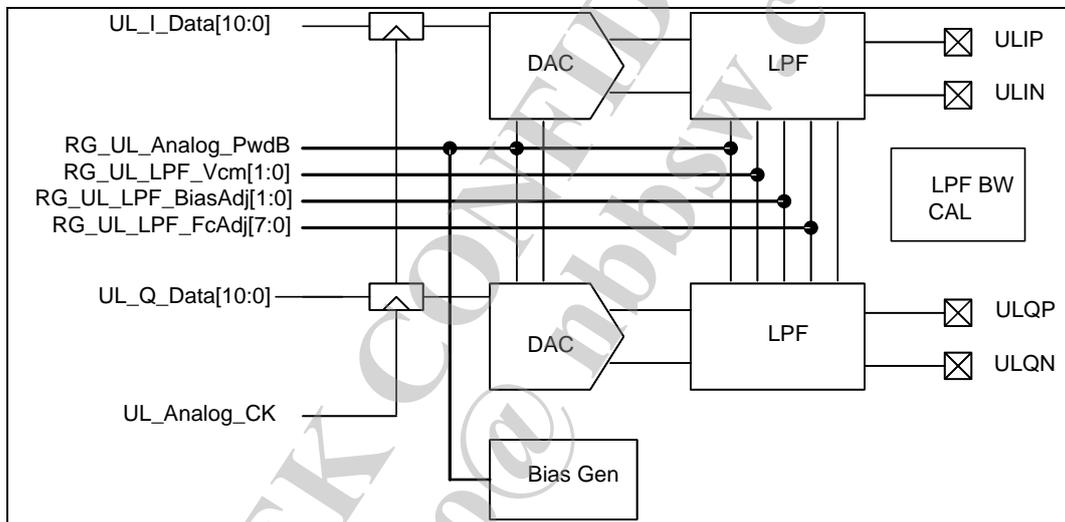 UL_I_Data[10:0]
DAC
LPF
ULIP
ULIN
RG_UL_Analog_PwdB
RG_UL_LPF_Vcm[1:0]
RG_UL_LPF_BiasAdj[1:0]
RG_UL_LPF_FcAdj[7:0]
LPF BW
CAL
UL_Q_Data[10:0]
DAC
LPF
ULQP
ULQN
UL_Analog_CK
Bias Gen